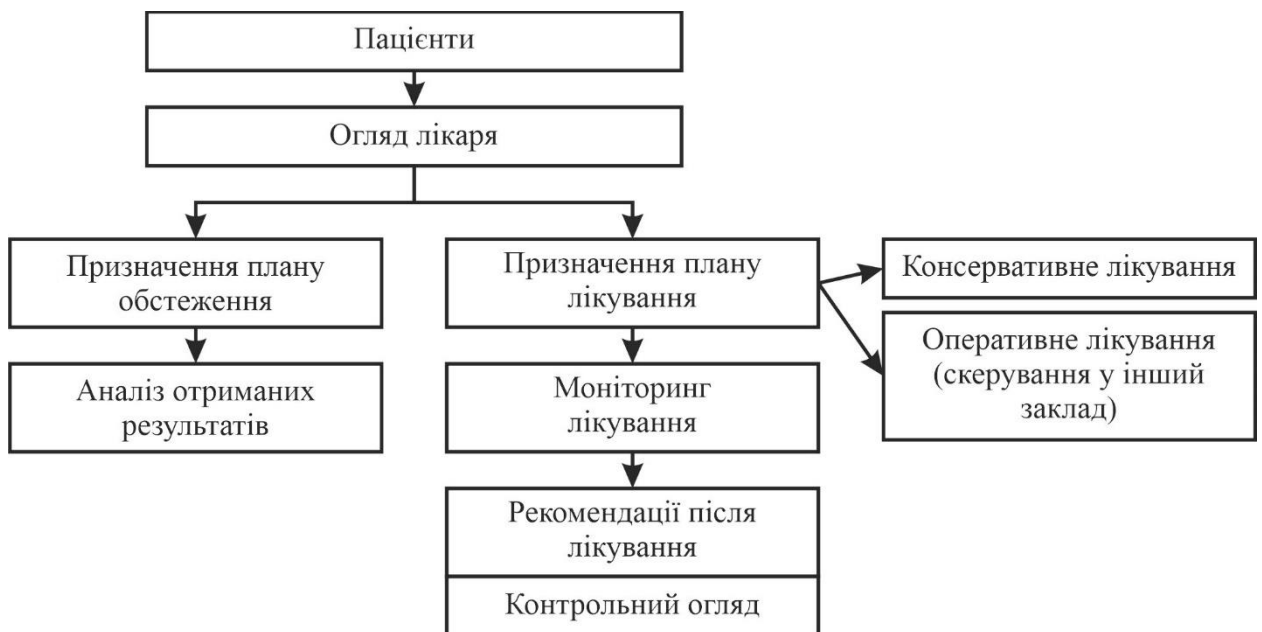 Пацієнти
Огляд лікаря
Призначення плану
обстеження
Аналіз отриманих
результатів
Призначення плану
лікування
Моніторинг
лікування
Рекомендації після
лікування
Контрольний огляд
Консервативне лікування
Оперативне лікування
(скерування у інший
заклад)